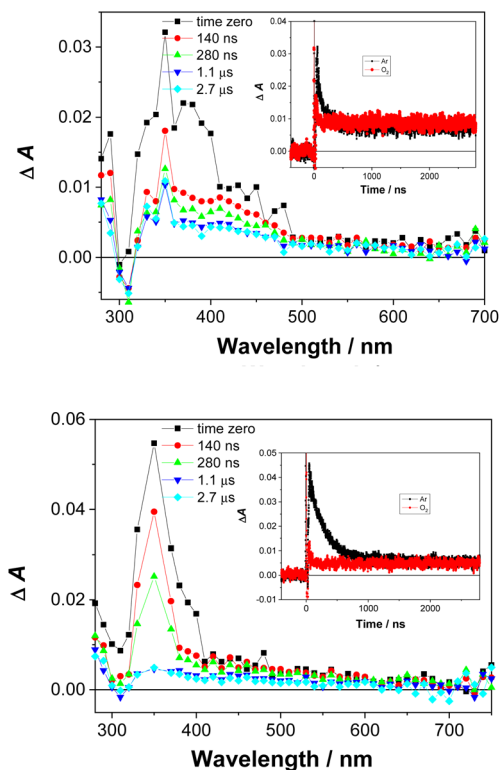 0.04
0.03
0.02
0.01
0.00
Δ A
time zero
140 ns
280 ns
1.1 μs
2.7 μs
0.04
0.03
0.02
0.01
0.00
Δ A
Ar
O₂
0
1000
2000
Time / ns
300
400
500
600
700
Wavelength / nm
0.06
0.04
0.02
0.00
Δ A
time zero
140 ns
280 ns
1.1 μs
2.7 μs
0.05
0.04
0.03
0.02
0.01
0.00
-0.01
ΔA
Ar
O₂
0
1000
2000
Time / ns
300
400
500
600
700
Wavelength / nm